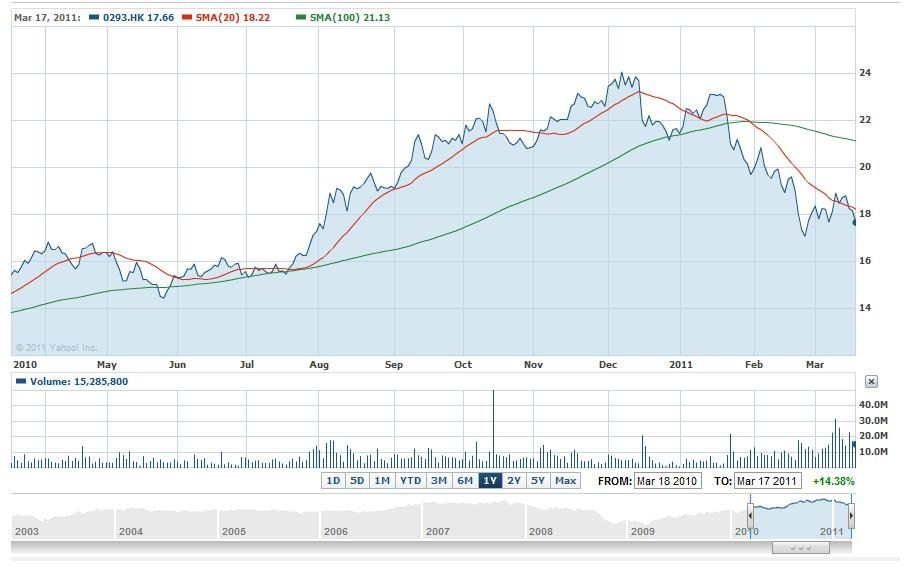 Mar 17, 2011: 0293.HK 17.66 SMA(20) 18.22 SMA(100) 21.13
24
22
20
18
16
14
© 2011 Yahoo! Inc.
2010 May Jun Jul Aug Sep Oct Nov Dec 2011 Feb Mar
Volume: 15,285,800
40.0M
30.0M
20.0M
10.0M
1D 5D 1M YTD 3M 6M 1Y 2Y 5Y Max FROM: Mar 18 2010 TO: Mar 17 2011 +14.38%
2003 2004 2005 2006 2007 2008 2009 2010 2011